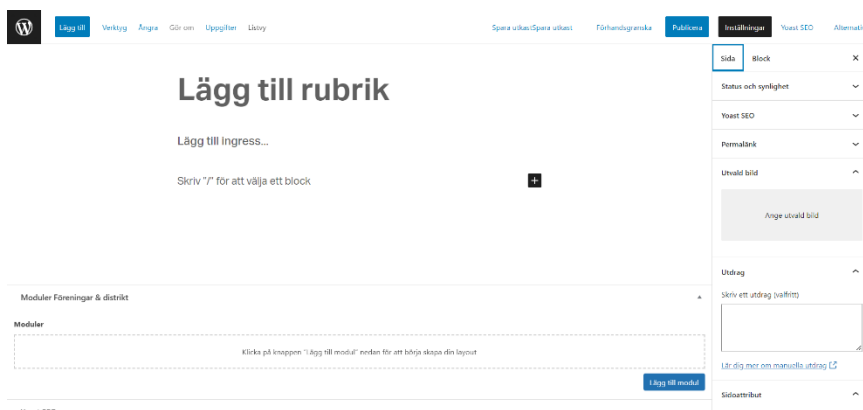 Lägg till Verktyg Ångra Gör om Uppgifter Listvy Spara utkastSpara utkast Förhandsgranska Publicera Inställningar Yoast SEO Alternativ
Sida Block
Status och synlighet
Yoast SEO
Permalänk
Utvald bild
Ange utvald bild
Utdrag
Skriv ett utdrag (valfritt)
Lär dig mer om manuella utdrag
Sidoattribut
Lägg till rubrik
Lägg till ingress...
Skriv "/" för att välja ett block
Moduler Föreningar & distrikt
Moduler
Klicka på knappen "Lägg till modul" nedan för att börja skapa din layout
Lägg till modul